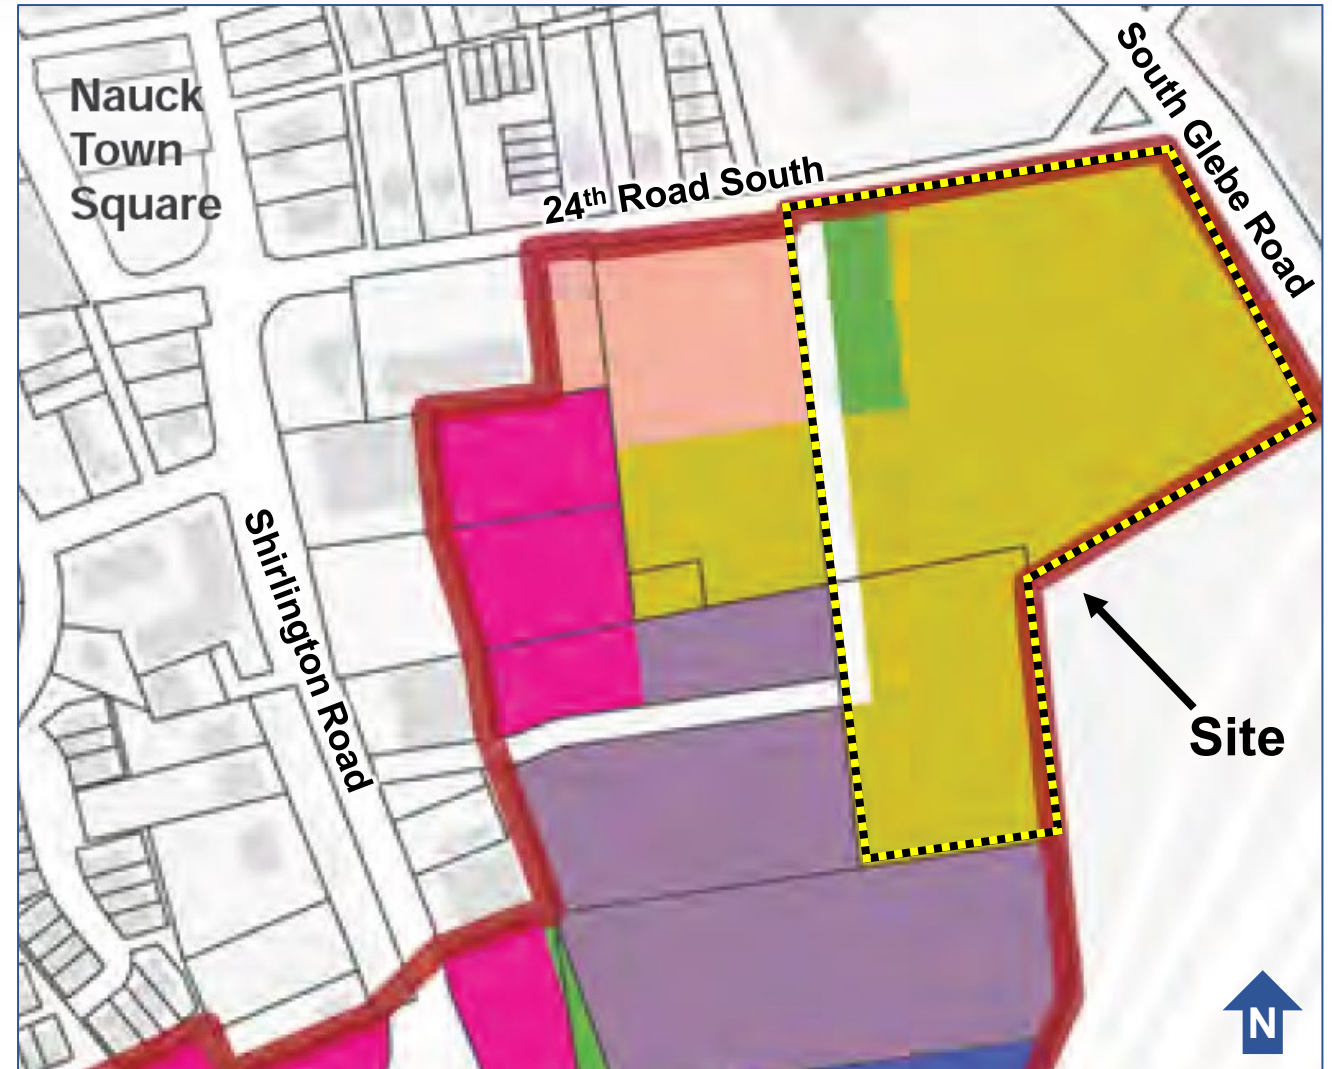 Nauck
Town
Square
South Glebe Road
24th Road South
Shirlington Road
Site
N